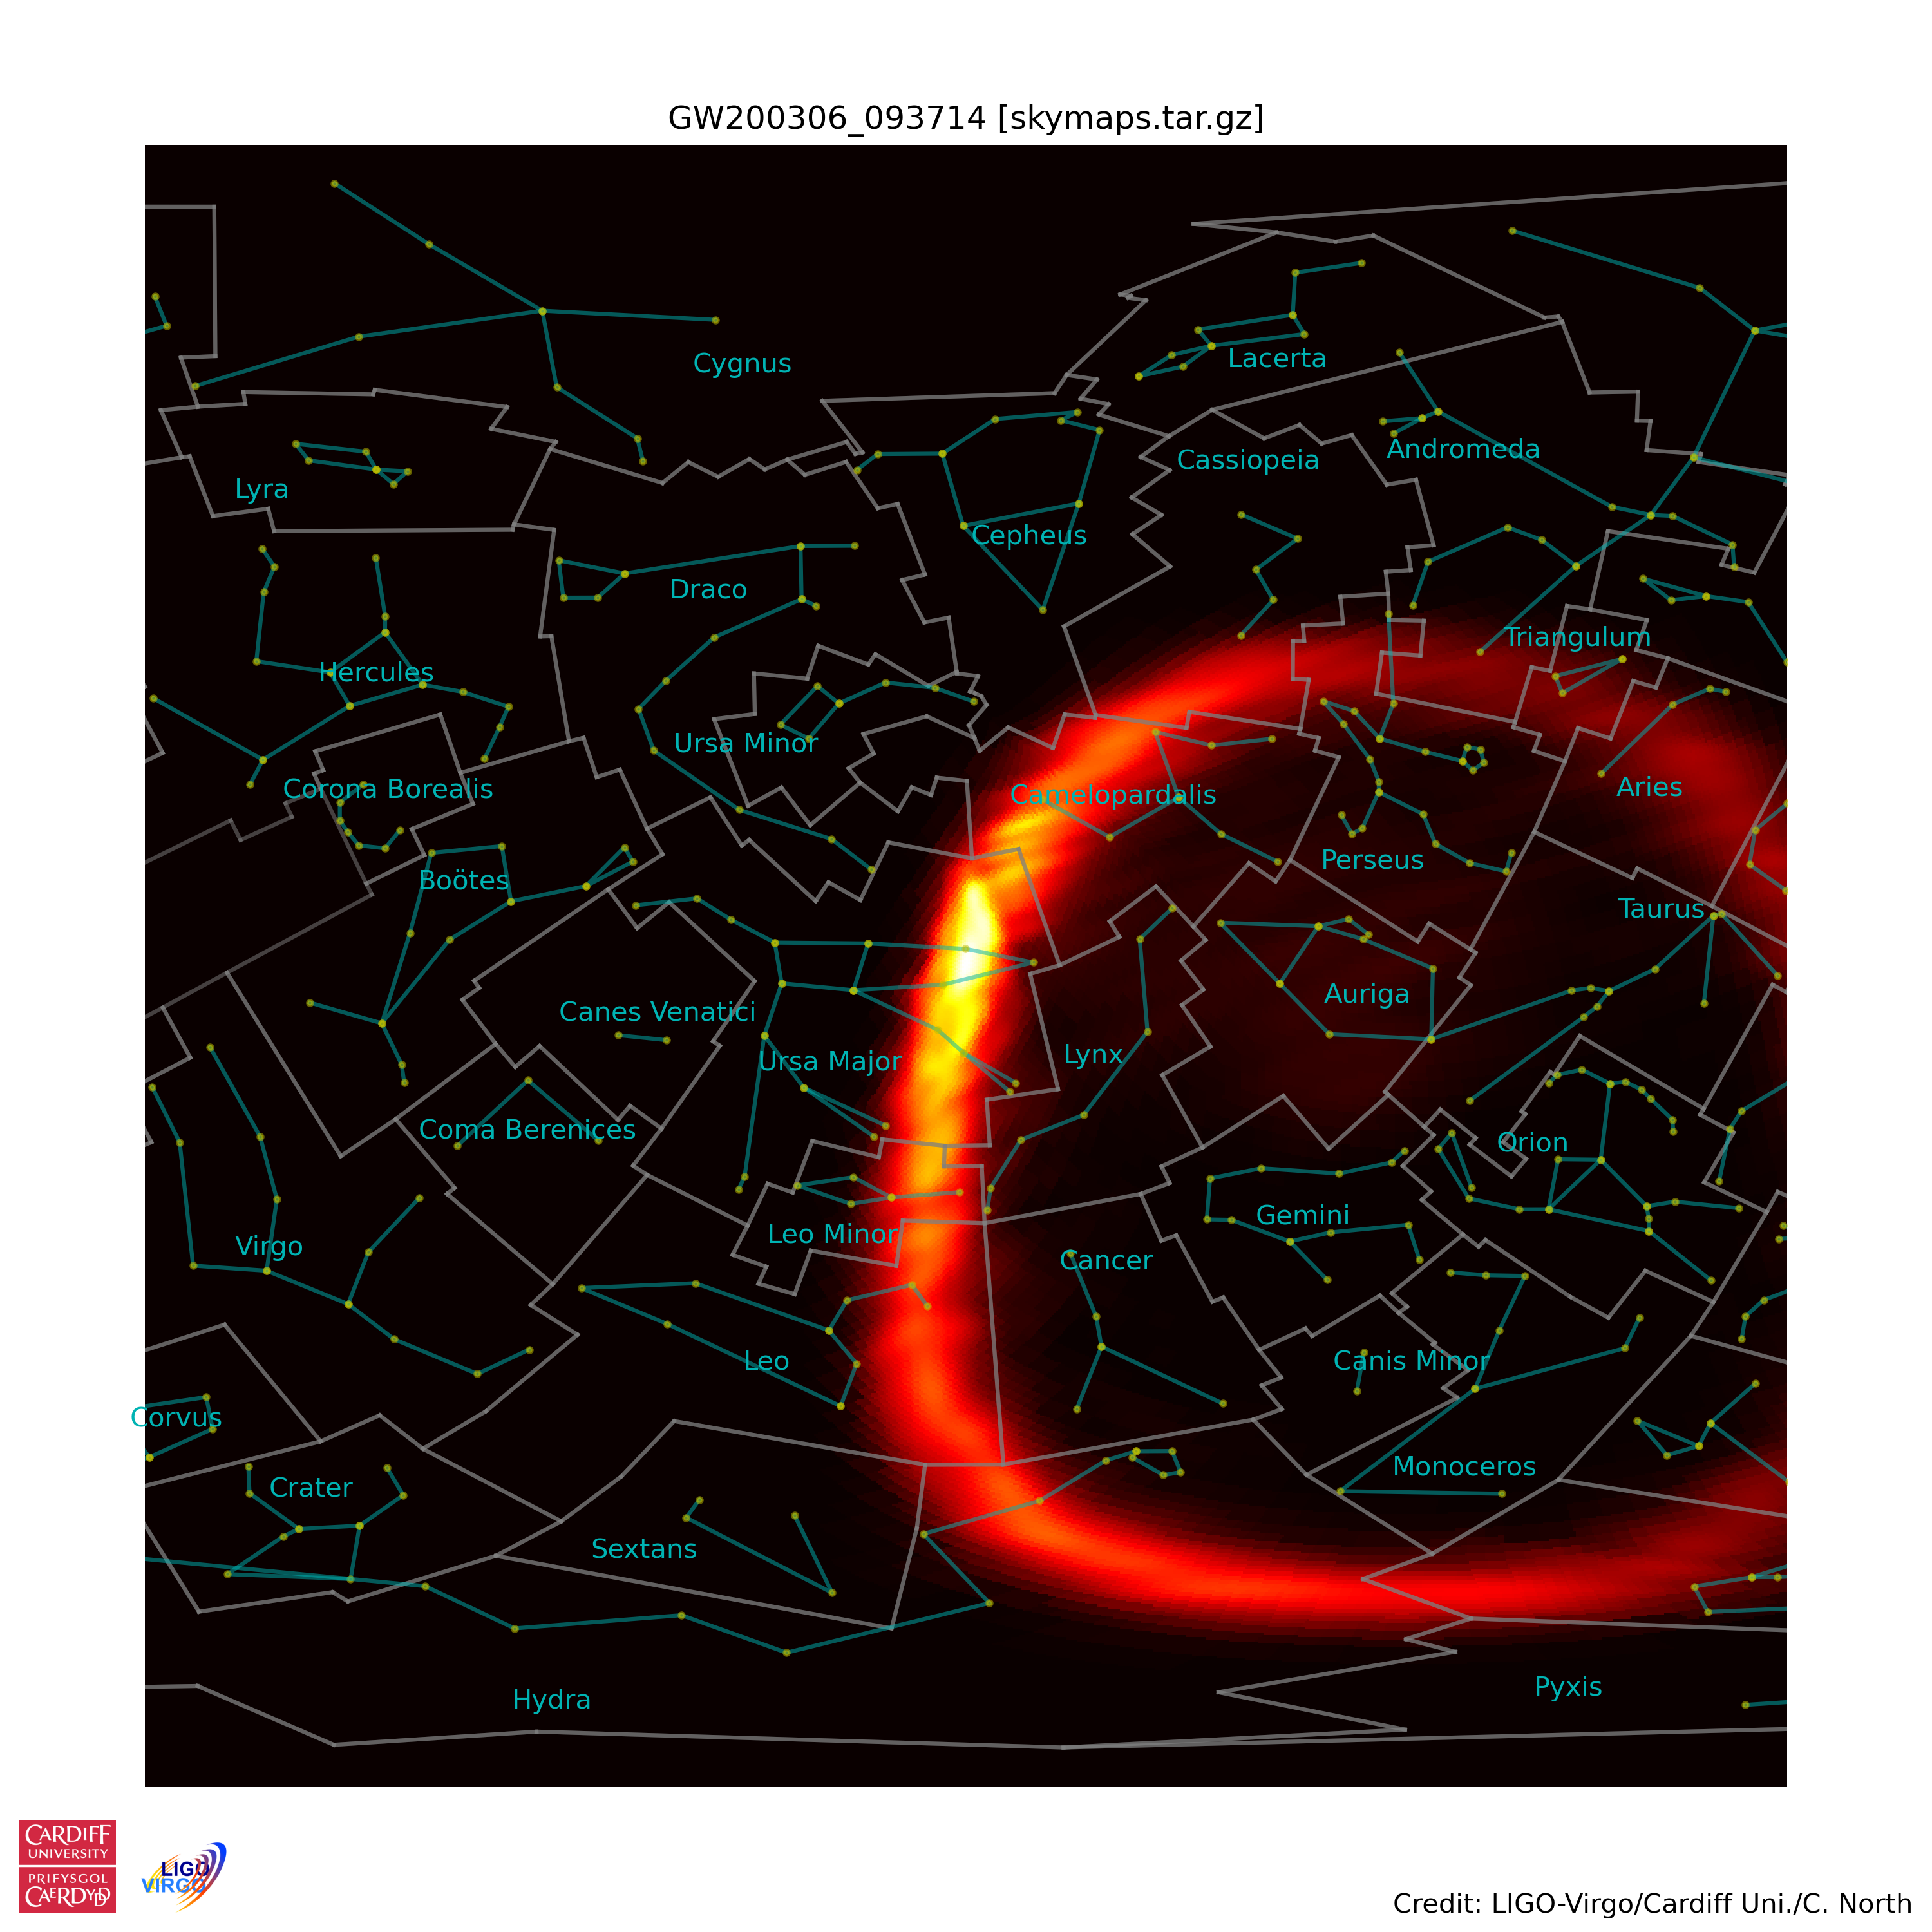 GW200306_093714 [skymaps.tar.gz]
Cygnus
Lacerta
Andromeda
Cassiopeia
Lyra
Cepheus
Draco
Triangulum
Hercules
Ursa Minor
Corona Borealis
Camelopardalis
Aries
Perseus
Boötes
Taurus
Auriga
Canes Venatici
Ursa Major
Lynx
Coma Berenices
Orion
Gemini
Leo Minor
Virgo
Cancer
Leo
Canis Minor
Corvus
Monoceros
Crater
Sextans
Pyxis
Hydra
CARDIFF
UNIVERSITY
PRIFYSGOL
CAERDYDD
LIGO
VIRGO
Credit: LIGO-Virgo/Cardiff Uni./C. North